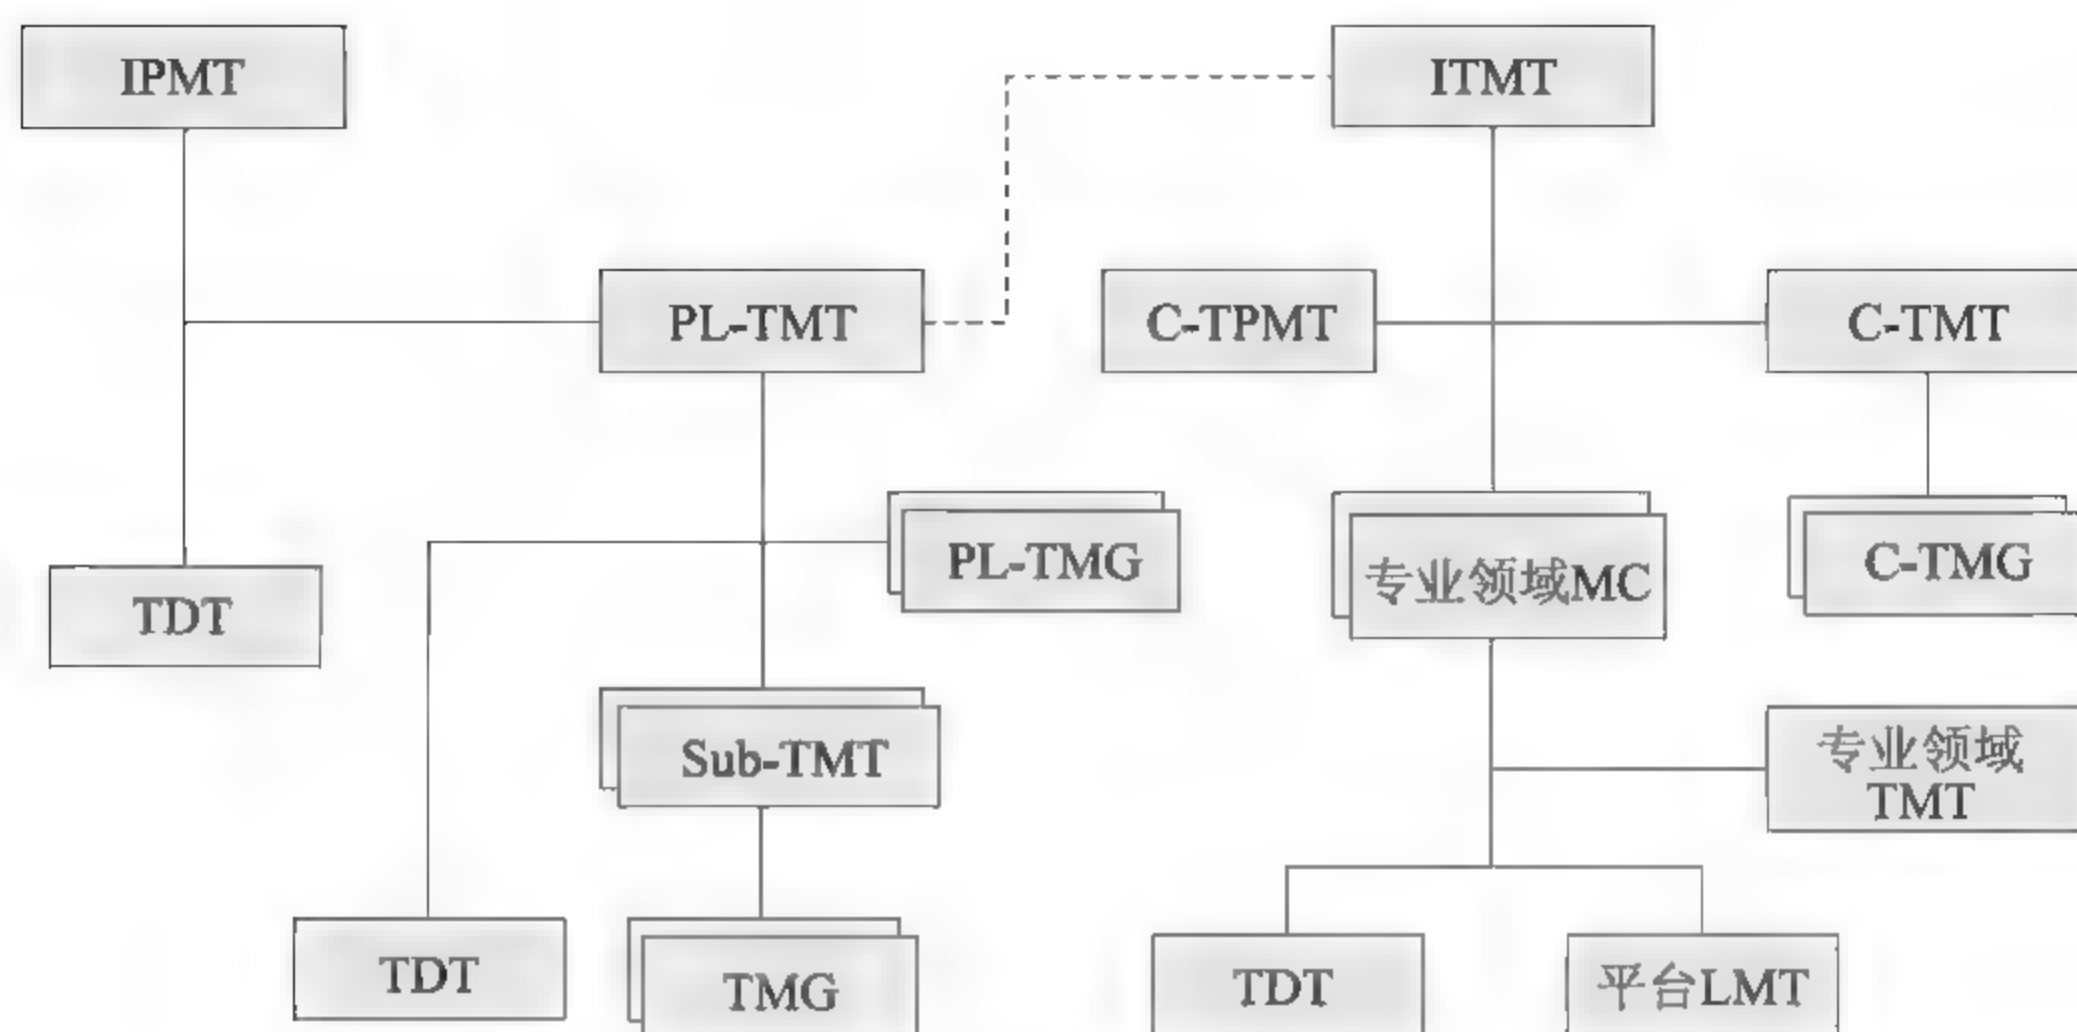 IPMT
ITMT
PL-TMT
C-TPMT
C-TMT
PL-TMG
专业领域MC
C-TMG
TDT
Sub-TMT
专业领域
TMT
TDT
TMG
TDT
平台LMT